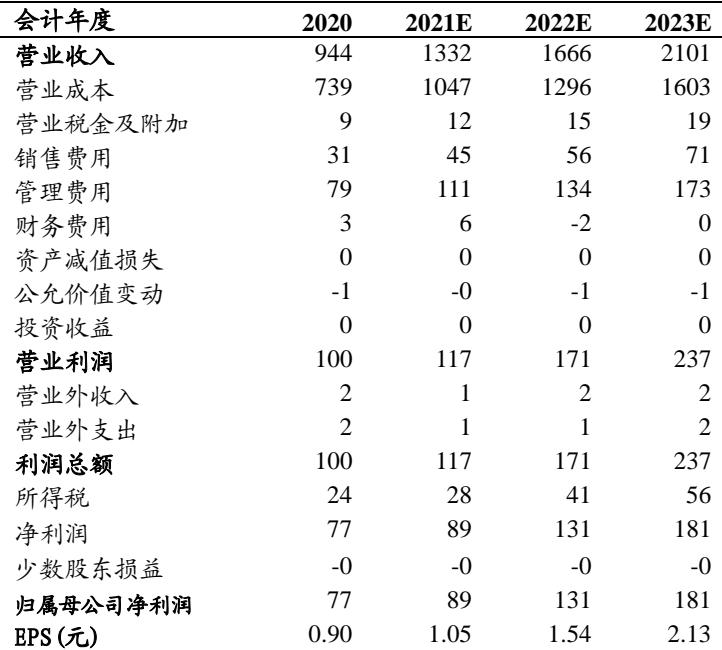 会计年度 2020 2021E 2022E 2023E
营业收入 944 1332 1666 2101
营业成本 739 1047 1296 1603
营业税金及附加 9 12 15 19
销售费用 31 45 56 71
管理费用 79 111 134 173
财务费用 3 6 -2 0
资产减值损失 0 0 0 0
公允价值变动 -1 -0 -1 -1
投资收益 0 0 0 0
营业利润 100 117 171 237
营业外收入 2 1 2 2
营业外支出 2 1 1 2
利润总额 100 117 171 237
所得税 24 28 41 56
净利润 77 89 131 181
少数股东损益 -0 -0 -0 -0
归属母公司净利润 77 89 131 181
EPS(元) 0.90 1.05 1.54 2.13